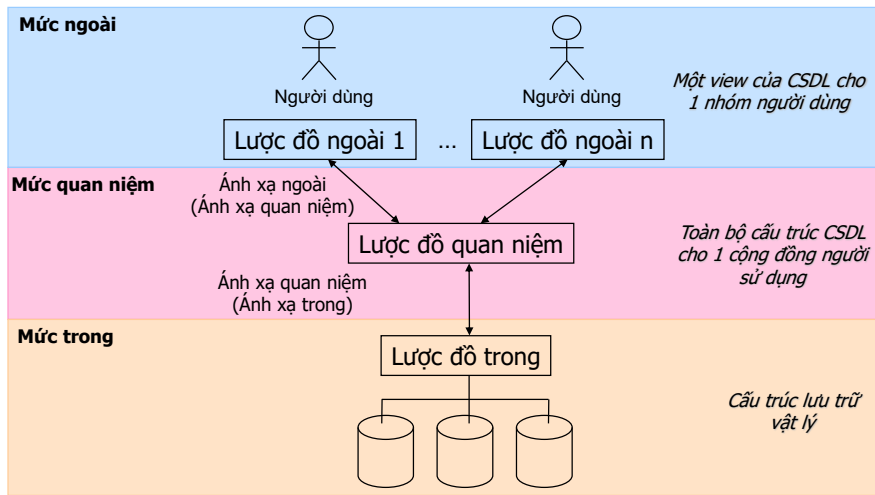 Mức ngoài
Người dùng
Người dùng
Một view của CSDL cho
1 nhóm người dùng
Lược đồ ngoài 1
...
Lược đồ ngoài n
Mức quan niệm
Ánh xạ ngoài
(Ánh xạ quan niệm)
Lược đồ quan niệm
Toàn bộ cấu trúc CSDL
cho 1 cộng đồng người
sử dụng
Ánh xạ quan niệm
(Ánh xạ trong)
Mức trong
Lược đồ trong
Cấu trúc lưu trữ
vật lý